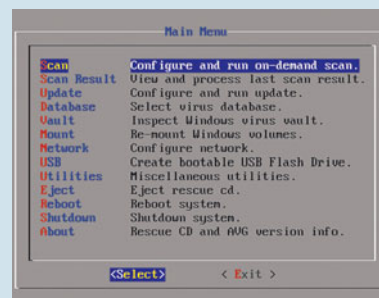 Main Menu
Scan Configure and run on-demand scan.
Scan Result View and process last scan result.
Update Configure and run update.
Database Select virus database.
Vault Inspect Windows virus vault.
Mount Re-mount Windows volumes.
Network Configure network.
USB Create bootable USB Flash Drive.
Utilities Miscellaneous utilities.
Eject Eject rescue cd.
Reboot Reboot system.
Shutdown Shutdown system.
About Rescue CD and AVG version info.
<Select> < Exit >